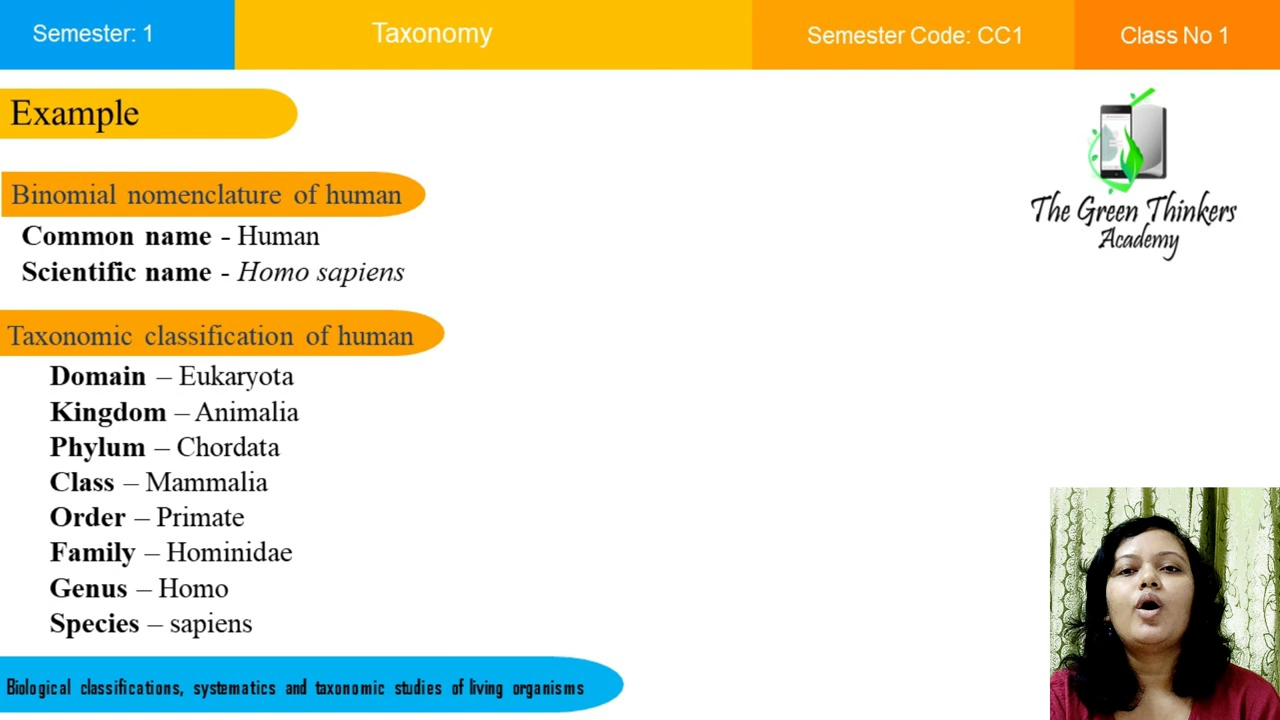 Semester: 1
Taxonomy
Semester Code: CC1
Class No 1
Example
The Green Thinkers
Academy
Binomial nomenclature of human
Common name - Human
Scientific name - Homo sapiens
Taxonomic classification of human
Domain – Eukaryota
Kingdom – Animalia
Phylum – Chordata
Class – Mammalia
Order – Primate
Family – Hominidae
Genus – Homo
Species – sapiens
Biological classifications, systematics and taxonomic studies of living organisms